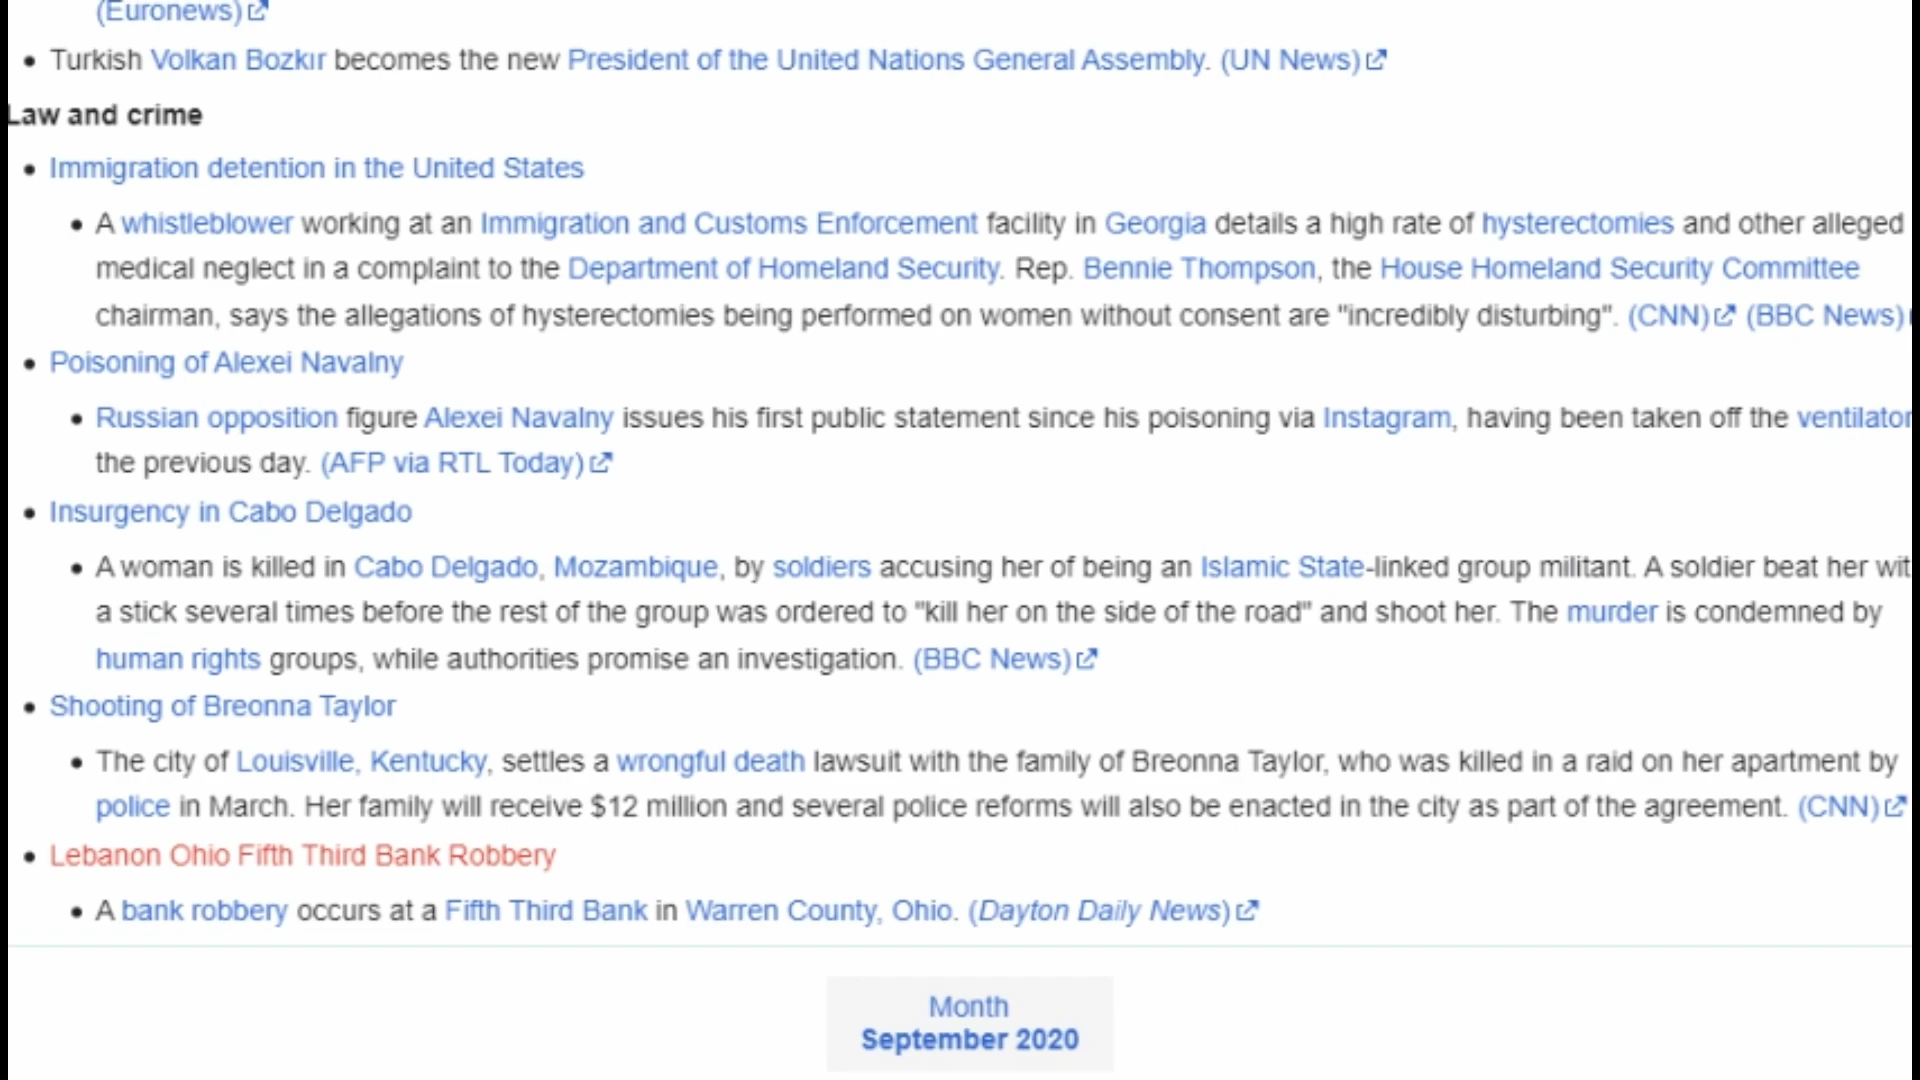 (Euronews)
Turkish Volkan Bozkır becomes the new President of the United Nations General Assembly. (UN News)
Law and crime
Immigration detention in the United States
A whistleblower working at an Immigration and Customs Enforcement facility in Georgia details a high rate of hysterectomies and other alleged
medical neglect in a complaint to the Department of Homeland Security. Rep. Bennie Thompson, the House Homeland Security Committee
chairman, says the allegations of hysterectomies being performed on women without consent are "incredibly disturbing". (CNN) (BBC News)
Poisoning of Alexei Navalny
Russian opposition figure Alexei Navalny issues his first public statement since his poisoning via Instagram, having been taken off the ventilator
the previous day. (AFP via RTL Today)
Insurgency in Cabo Delgado
A woman is killed in Cabo Delgado, Mozambique, by soldiers accusing her of being an Islamic State-linked group militant. A soldier beat her wit
a stick several times before the rest of the group was ordered to "kill her on the side of the road" and shoot her. The murder is condemned by
human rights groups, while authorities promise an investigation. (BBC News)
Shooting of Breonna Taylor
The city of Louisville, Kentucky, settles a wrongful death lawsuit with the family of Breonna Taylor, who was killed in a raid on her apartment by
police in March. Her family will receive $12 million and several police reforms will also be enacted in the city as part of the agreement. (CNN)
Lebanon Ohio Fifth Third Bank Robbery
A bank robbery occurs at a Fifth Third Bank in Warren County, Ohio. (Dayton Daily News)
Month
September 2020